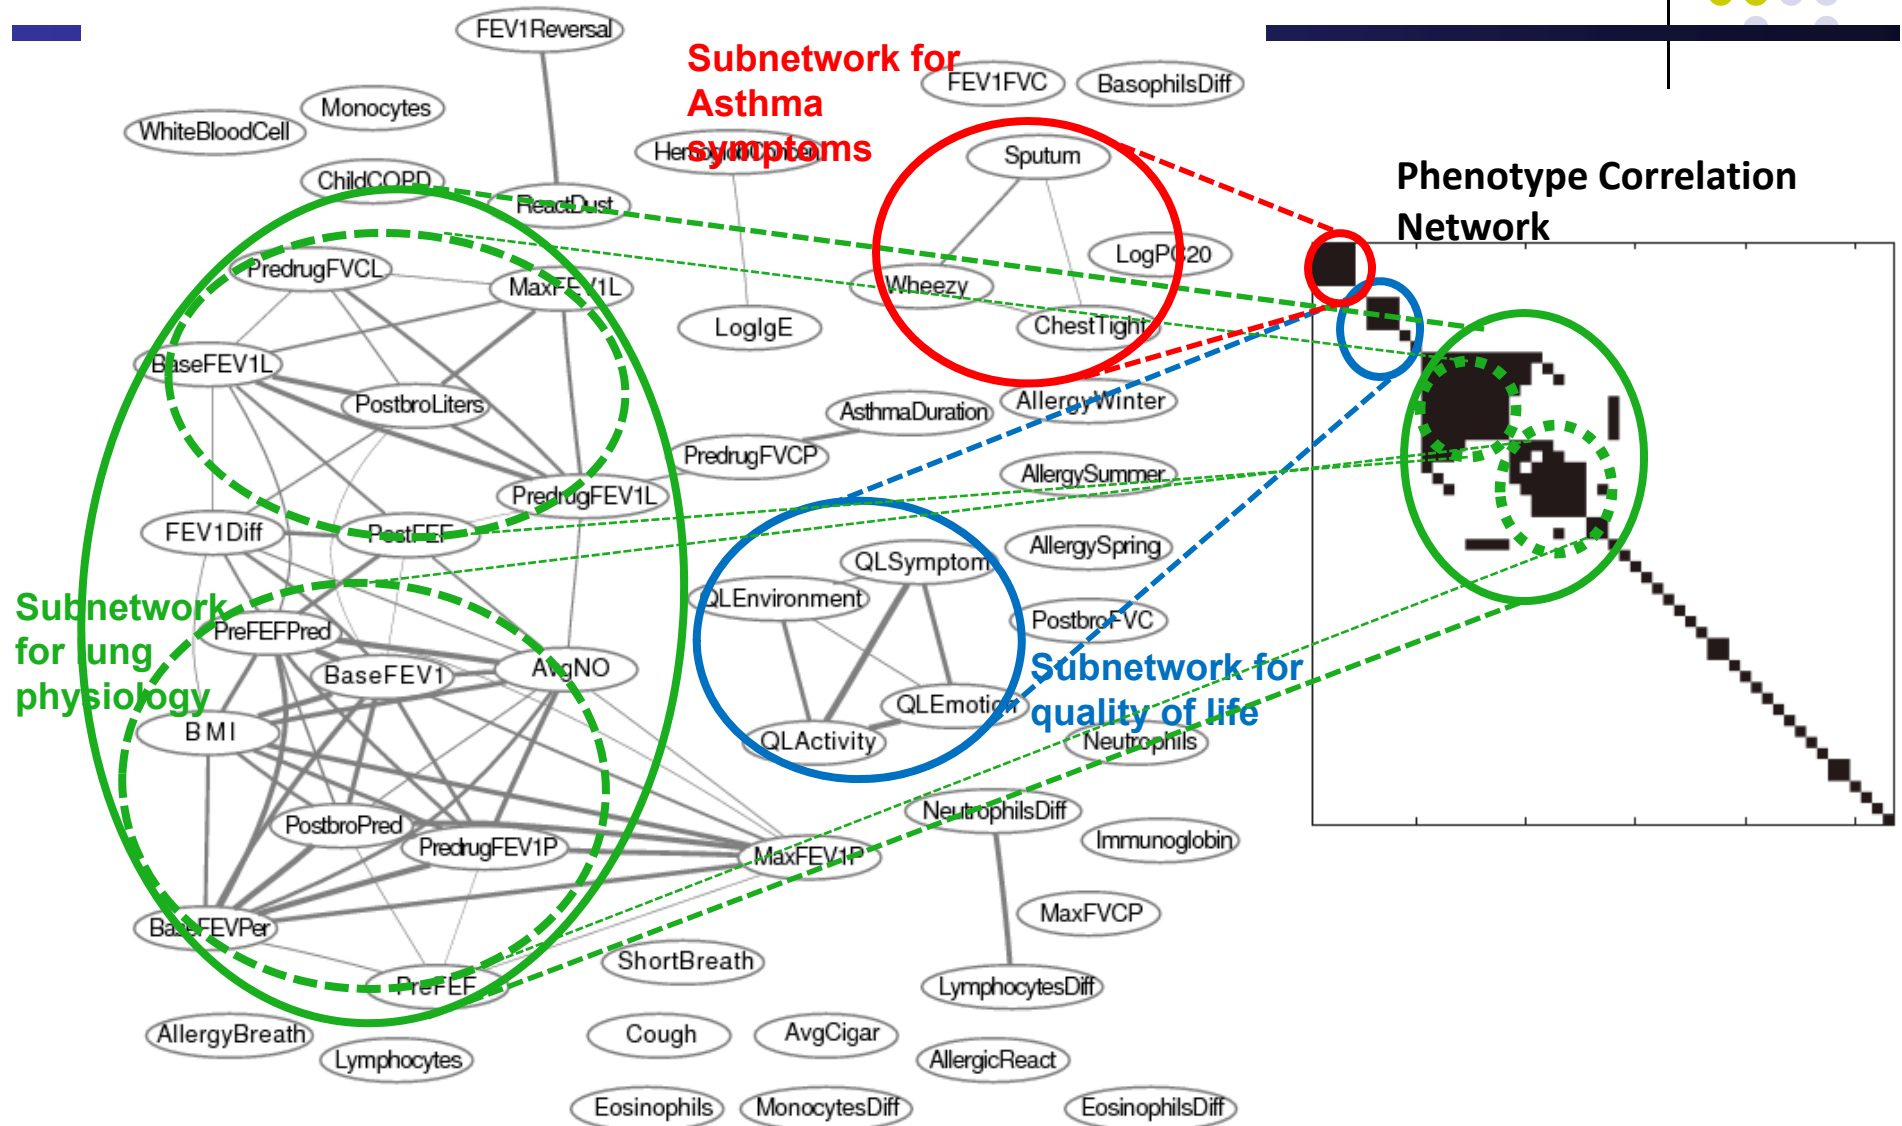 FEV1Reversal
Subnetwork for
Asthma
symptoms
FEV1FVC
BasophilsDiff
Monocytes
WhiteBloodCell
Sputum
ChildCOPD
ReactDust
Phenotype Correlation
Network
PredrugFVCL
MaxFEV1L
LogPC20
Wheezy
LogIgE
ChestTight
BaseFEV1L
PostbroLiters
AsthmaDuration
AllergyWinter
PredrugFVCP
AllergySummer
PredrugFEV1L
FEV1Diff
PostFEF
AllergySpring
QLSymptom
QLEnvironment
Subnetwork
for lung
physiology
PreFEFPred
PostbroFVC
BaseFEV1
AvgNO
Subnetwork for
quality of life
QLEmotion
BMI
QLActivity
Neutrophils
NeutrophilsDiff
PostbroPred
PredrugFEV1P
MaxFEV1P
Immunoglobin
MaxFVCP
BaseFEVPer
ShortBreath
PreFEF
LymphocytesDiff
AllergyBreath
Cough
AvgCigar
Lymphocytes
AllergicReact
Eosinophils
MonocytesDiff
EosinophilsDiff